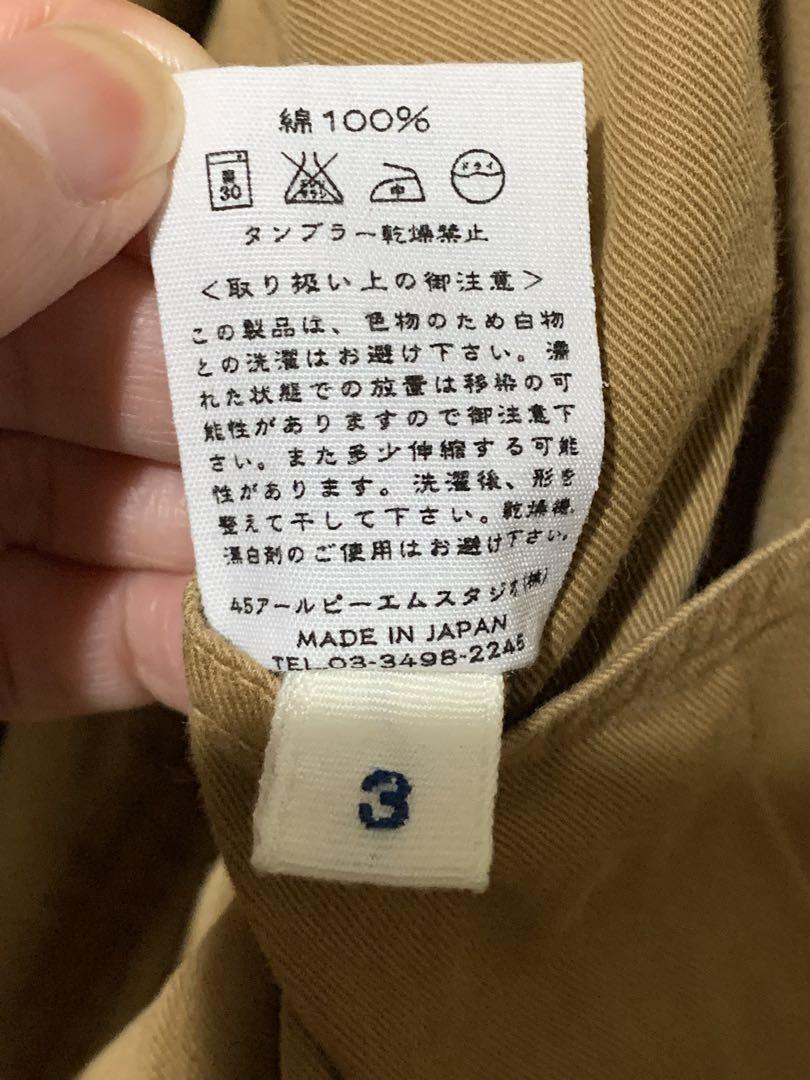 綿100%
30
中
ドライ
タンブラー乾燥禁止
<取り扱い上の御注意>
この製品は、色物のため白物
との洗濯はお避け下さい。濡
れた状態での放置は移染の可
能性がありますので御注意下
さい。また多少伸縮する可能
性があります。洗濯後、形を
整えて干して下さい。乾燥機、
漂白剤のご使用はお避け下さい。
45アールピーエムスタジオ(株)
MADE IN JAPAN
TEL 03-3498-2245
3